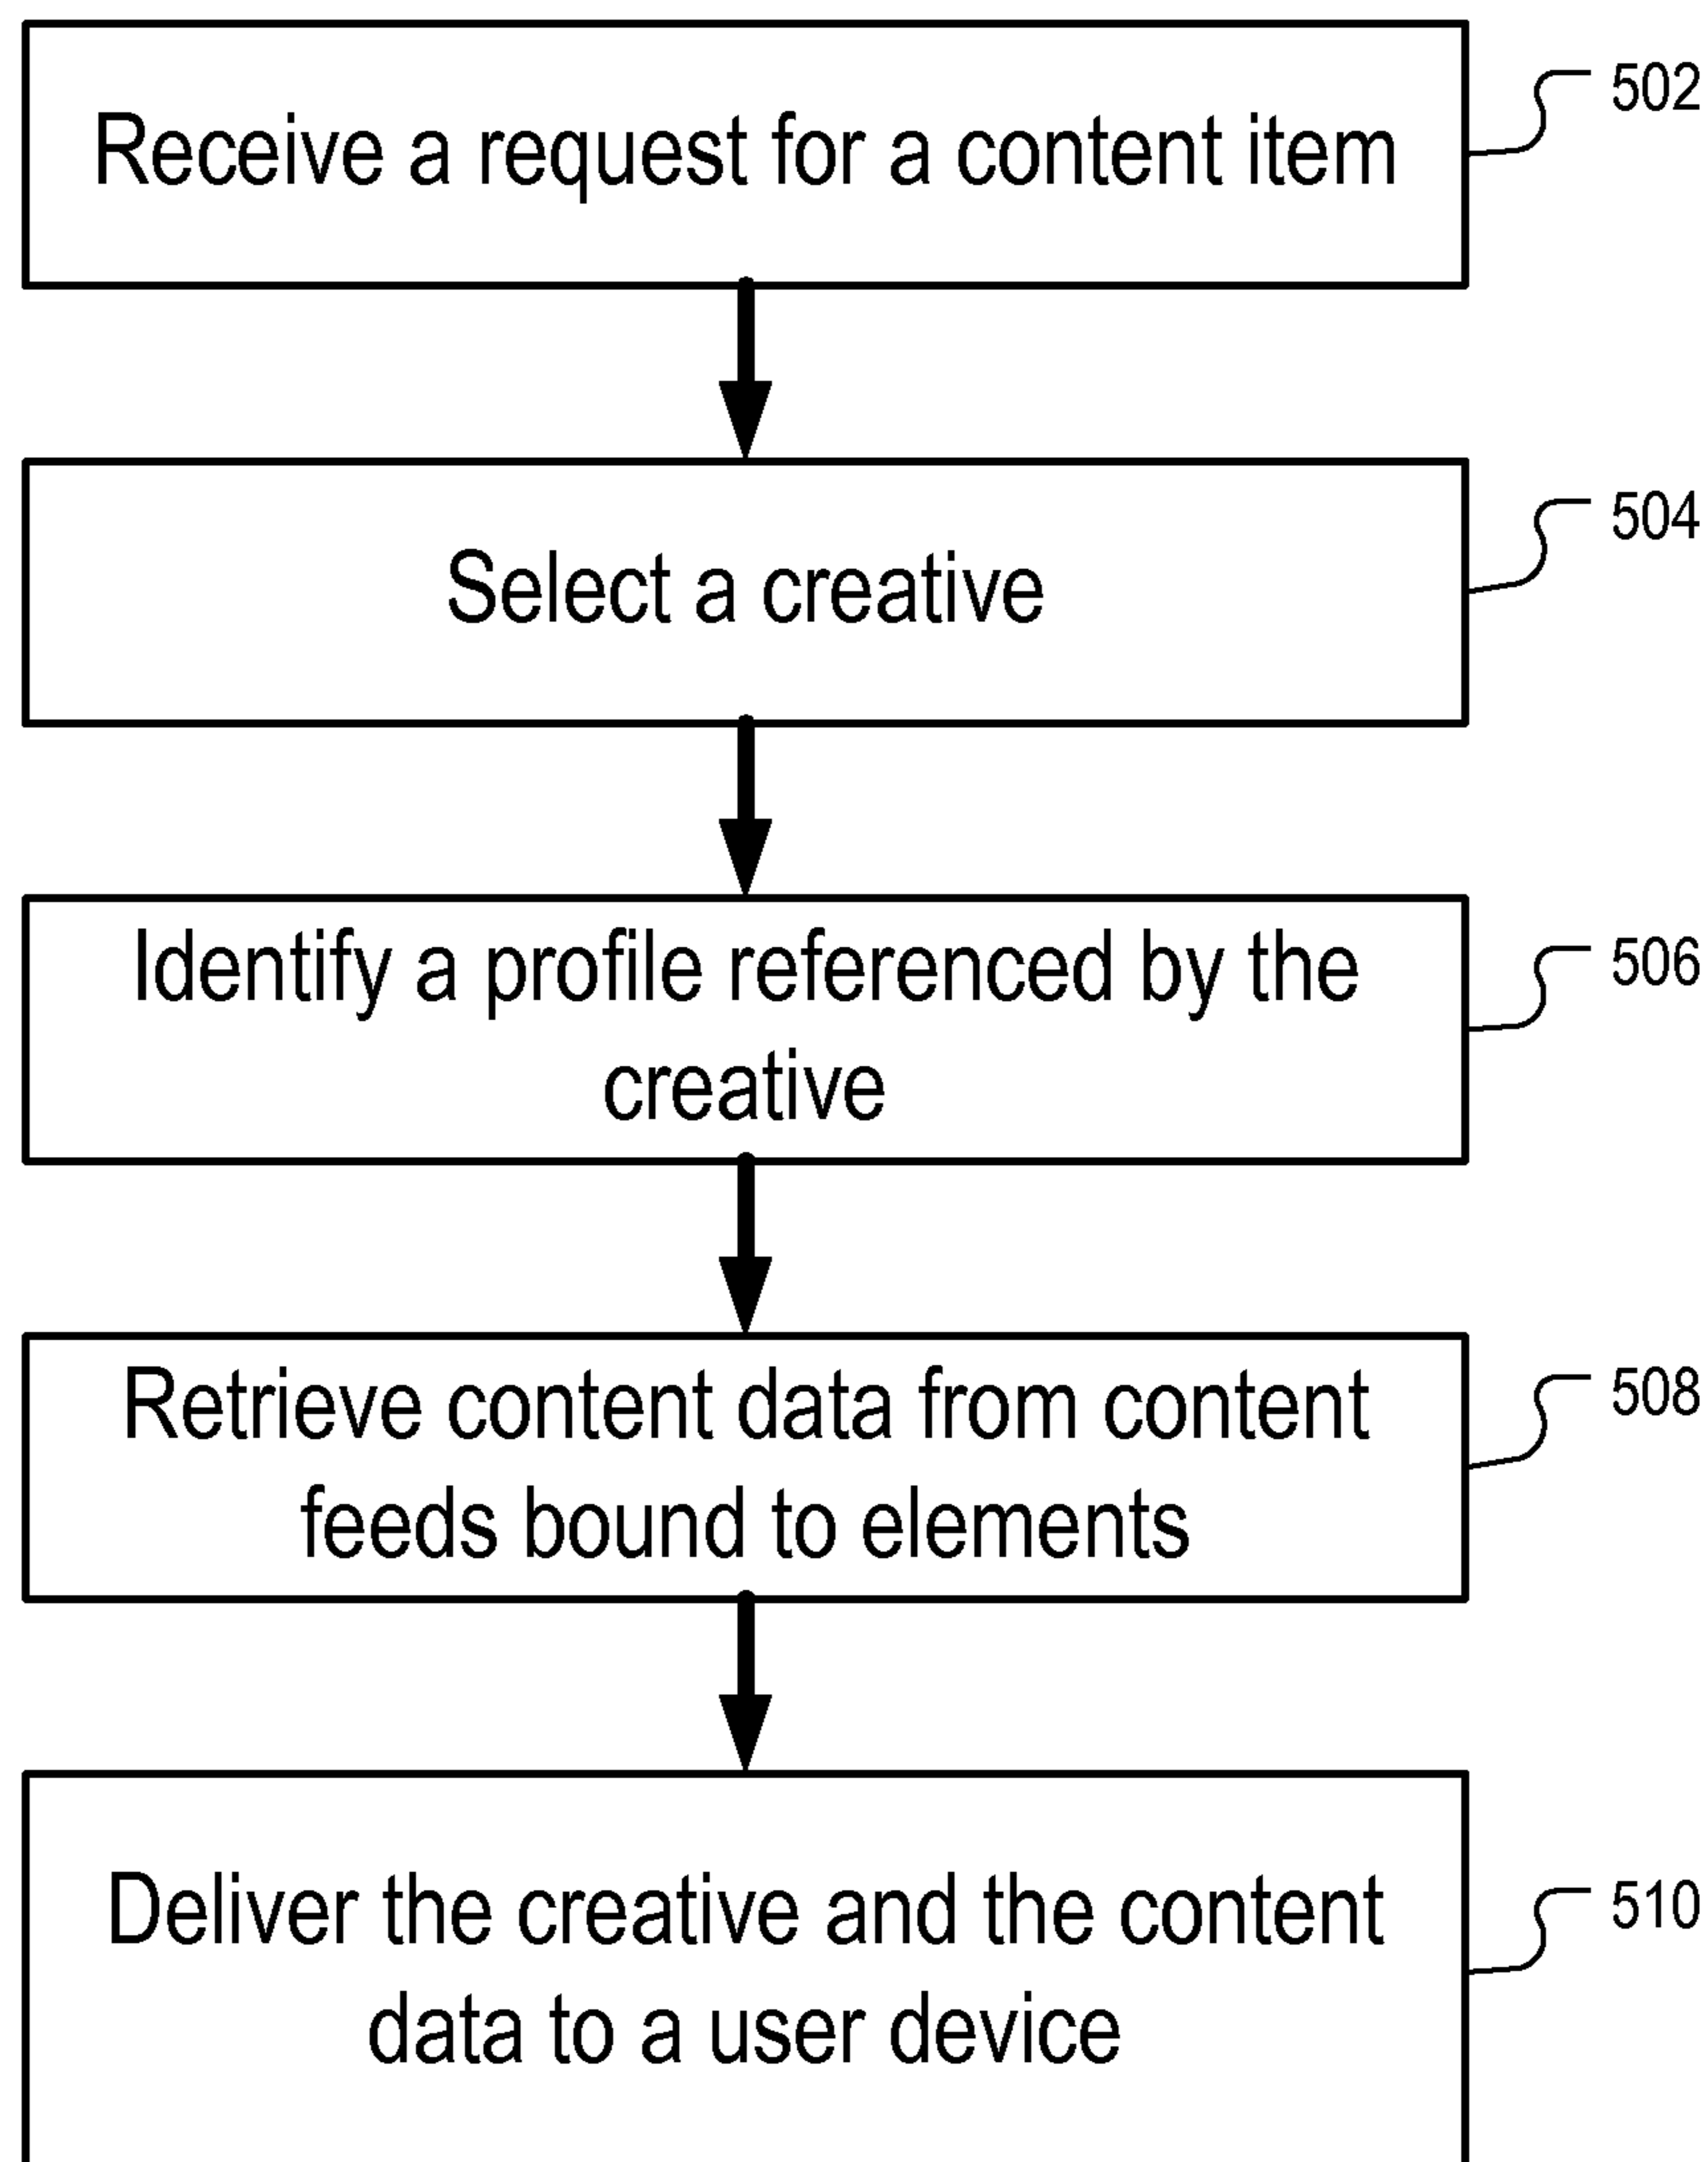 Receive a request for a content item
502
Select a creative
504
Identify a profile referenced by the
creative
506
Retrieve content data from content
feeds bound to elements
508
Deliver the creative and the content
data to a user device
510